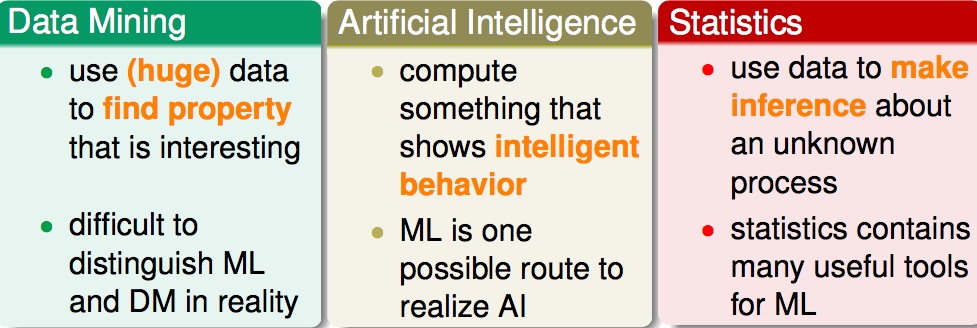 Data Mining
• use (huge) data
to find property
that is interesting
• difficult to
distinguish ML
and DM in reality
Artificial Intelligence
• compute
something that
shows intelligent
behavior
• ML is one
possible route to
realize AI
Statistics
• use data to make
inference about
an unknown
process
• statistics contains
many useful tools
for ML